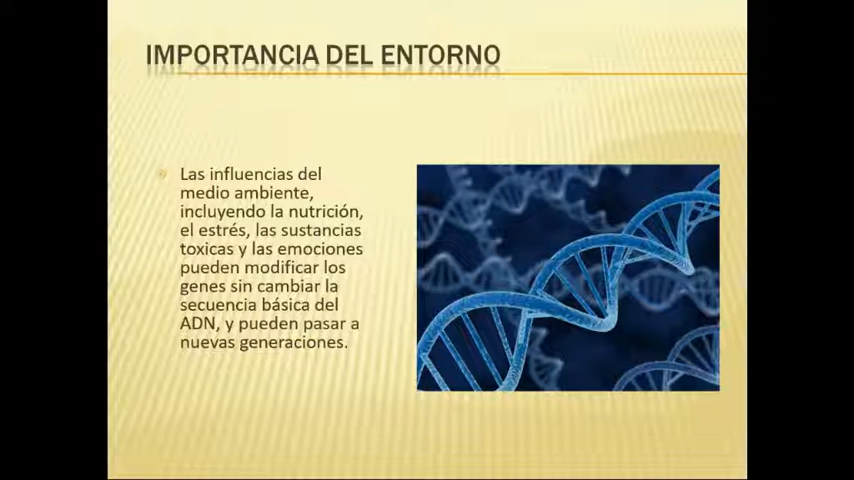 IMPORTANCIA DEL ENTORNO
Las influencias del
medio ambiente,
incluyendo la nutrición,
el estrés, las sustancias
toxicas y las emociones
pueden modificar los
genes sin cambiar la
secuencia básica del
ADN, y pueden pasar a
nuevas generaciones.